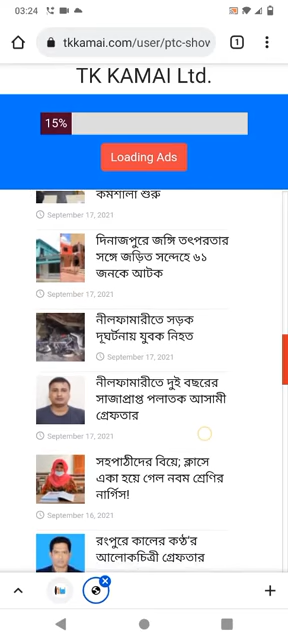 03:24
tkkamai.com/user/ptc-show
1
TK KAMAI Ltd.
15%
Loading Ads
কর্মশালা শুরু
September 17, 2021
দিনাজপুরে জঙ্গি তৎপরতার
সঙ্গে জড়িত সন্দেহে ৬১
জনকে আটক
September 17, 2021
নীলফামারীতে সড়ক
দূর্ঘটনায় যুবক নিহত
September 17, 2021
নীলফামারীতে দুই বছরের
সাজাপ্রাপ্ত পলাতক আসামী
গ্রেফতার
September 17, 2021
সহপাঠীদের বিয়ে; ক্লাসে
একা হয়ে গেল নবম শ্রেণির
নার্গিস!
September 16, 2021
রংপুরে কালের কণ্ঠ'র
আলোকচিত্রী গ্রেফতার